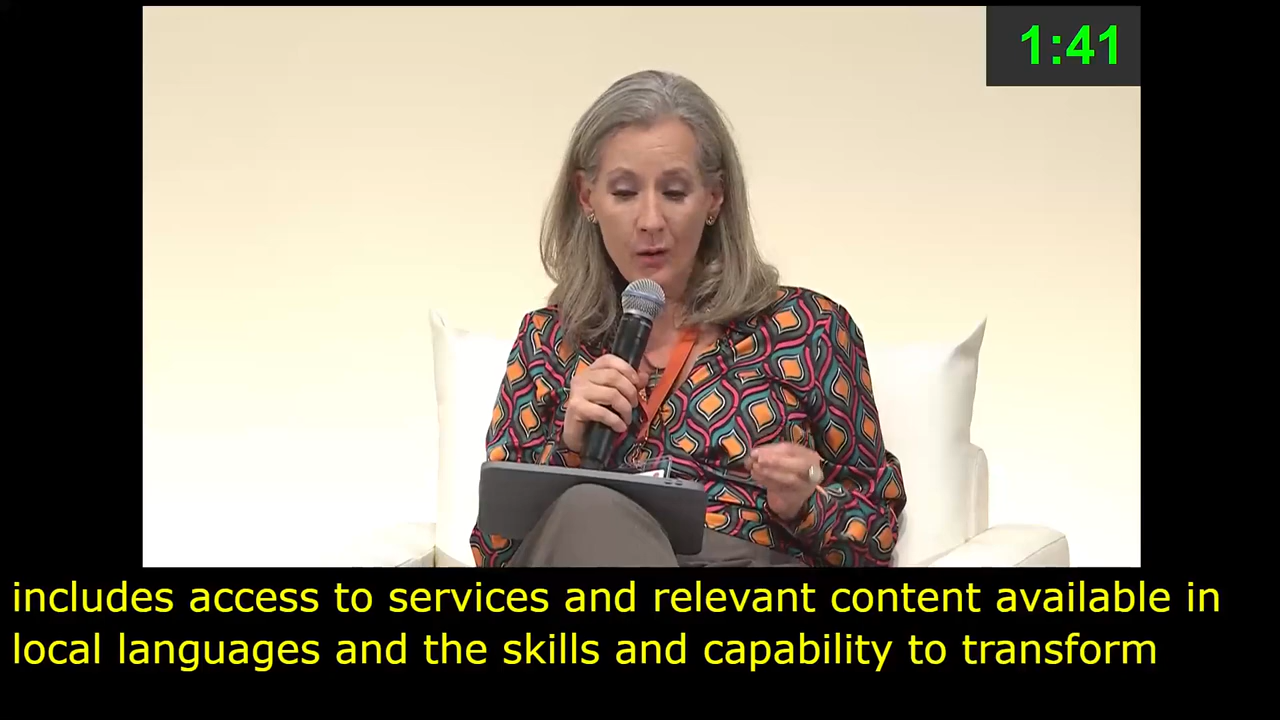 1:41
includes access to services and relevant content available in
local languages and the skills and capability to transform